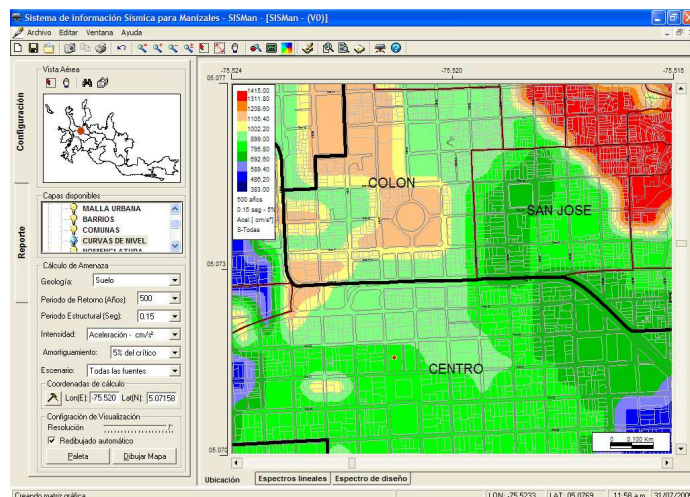 Sistema de información Sísmica para Manizales - SISMan - [SISMan - (V0)]
Archivo Editar Ventana Ayuda
Configuración
Reporte
Vista Aérea
Capas disponibles
MALLA URBANA
BARRIOS
COMUNAS
CURVAS DE NIVEL
NOMENCLATURA
Cálculo de Amenaza
Geología: Suelo
Periodo de Retorno (Años): 500
Periodo Estructural (Seg): 0.15
Intensidad: Aceleración - cm/s²
Amortiguamiento: 5% del crítico
Escenario: Todas las fuentes
Coordenadas de cálculo
Lon(E): -75.520 Lat(N): 5.07158
Configración de Visualización
Resolución
Redibujado automático
Paleta Dibujar Mapa
-75.524 -75.520 -75.516
05.077
05.073
05.070
1415.00
1311.80
1208.60
1105.40
1002.20
899.00
795.80
692.60
589.40
486.20
383.00
500 años
0.15 seg - 5%
Acel [cm/s²]
S-Todas
COLON
SAN JOSE
CENTRO
0 0.100 Km
Ubicación Espectros lineales Espectro de diseño
Creando matriz gráfica
LON: -75.5233 LAT: 05.0769 11:58 a.m.